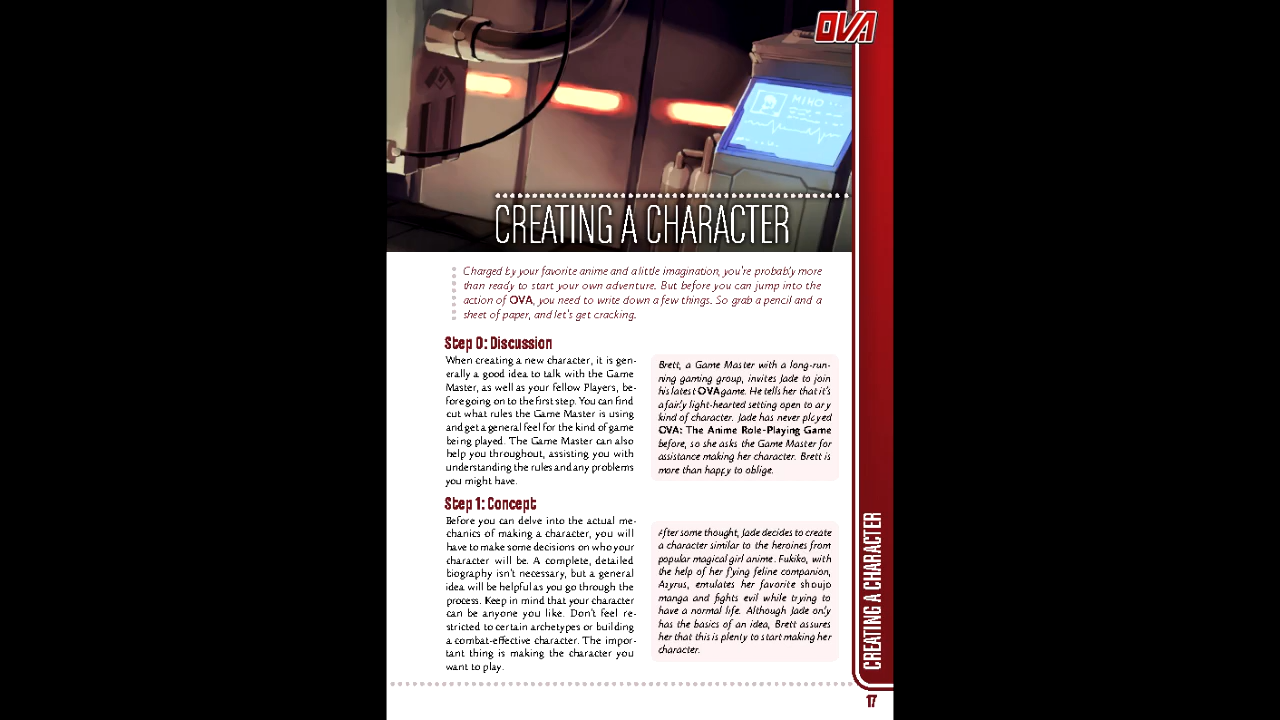 OVA
MINO
CREATING A CHARACTER
Charged by your favorite anime and a little imagination, you're probably more
than ready to start your own adventure. But before you can jump into the
action of OVA, you need to write down a few things. So grab a pencil and a
sheet of paper, and let's get cracking.
Step 0: Discussion
When creating a new character, it is gen-
erally a good idea to talk with the Game
Master, as well as your fellow Players, be-
fore going on to the first step. You can find
out what rules the Game Master is using
and get a general feel for the kind of game
being played. The Game Master can also
help you throughout, assisting you with
understanding the rules and any problems
you might have.
Brett, a Game Master with a long-run-
ning gaming group, invites Jade to join
his latest OVA game. He tells her that it's
a fairly light-hearted setting open to any
kind of character. Jade has never played
OVA: The Anime Role-Playing Game
before, so she asks the Game Master for
assistance making her character. Brett is
more than happy to oblige.
Step 1: Concept
Before you can delve into the actual me-
chanics of making a character, you will
have to make some decisions on who your
character will be. A complete, detailed
biography isn't necessary, but a general
idea will be helpful as you go through the
process. Keep in mind that your character
can be anyone you like. Don't feel re-
stricted to certain archetypes or building
a combat-effective character. The impor-
tant thing is making the character you
want to play.
After some thought, Jade decides to create
a character similar to the heroines from
popular magical girl anime. Fukiko, with
the help of her flying feline companion,
Azyrus, emulates her favorite shoujo
manga and fights evil while trying to
have a normal life. Although Jade only
has the basics of an idea, Brett assures
her that this is plenty to start making her
character.
CREATING A CHARACTER
17